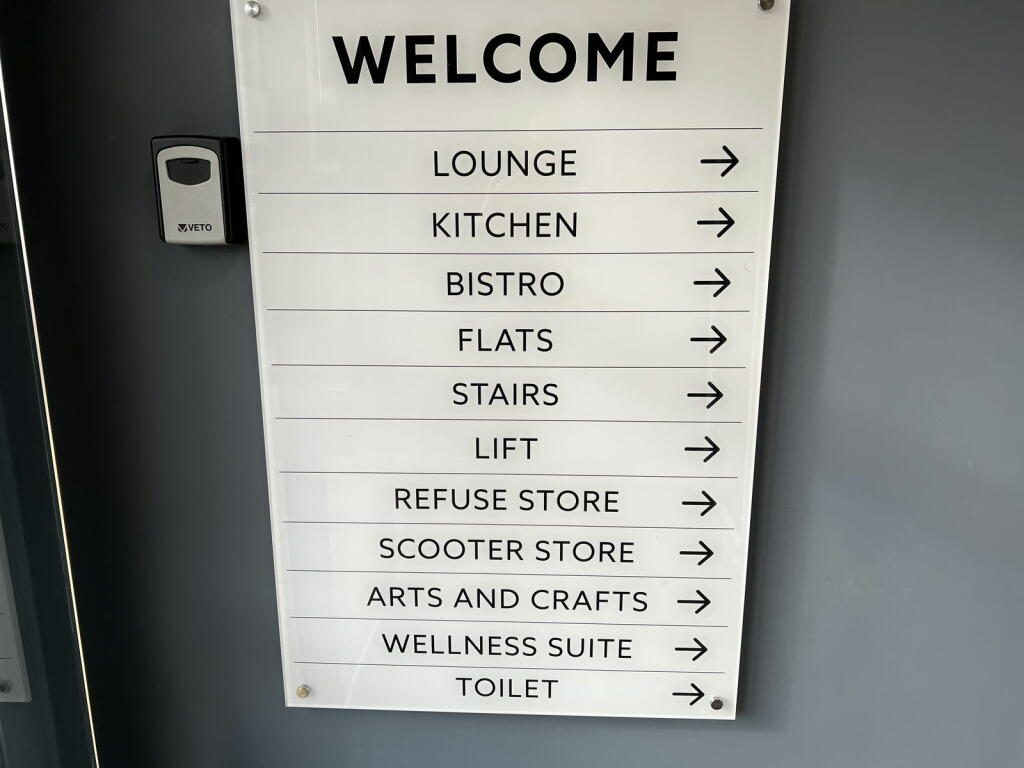 WELCOME
LOUNGE →
KITCHEN →
BISTRO →
FLATS →
STAIRS →
LIFT →
REFUSE STORE →
SCOOTER STORE →
ARTS AND CRAFTS →
WELLNESS SUITE →
TOILET →
VETO